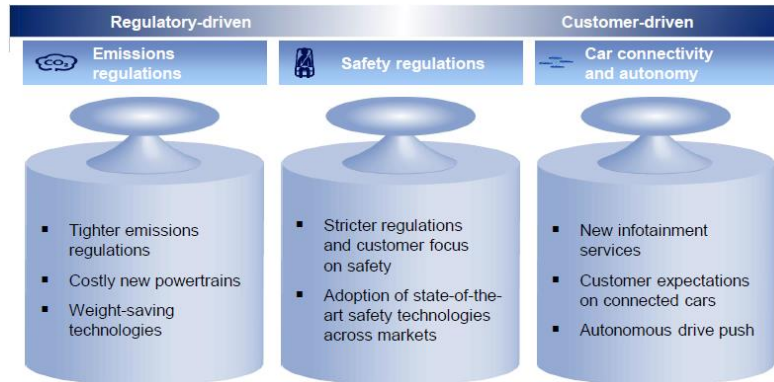 Regulatory-driven
Customer-driven
Emissions
regulations
CO₂
Safety regulations
Car connectivity
and autonomy
▪ Tighter emissions
regulations
▪ Costly new powertrains
▪ Weight-saving
technologies
▪ Stricter regulations
and customer focus
on safety
▪ Adoption of state-of-the-
art safety technologies
across markets
▪ New infotainment
services
▪ Customer expectations
on connected cars
▪ Autonomous drive push